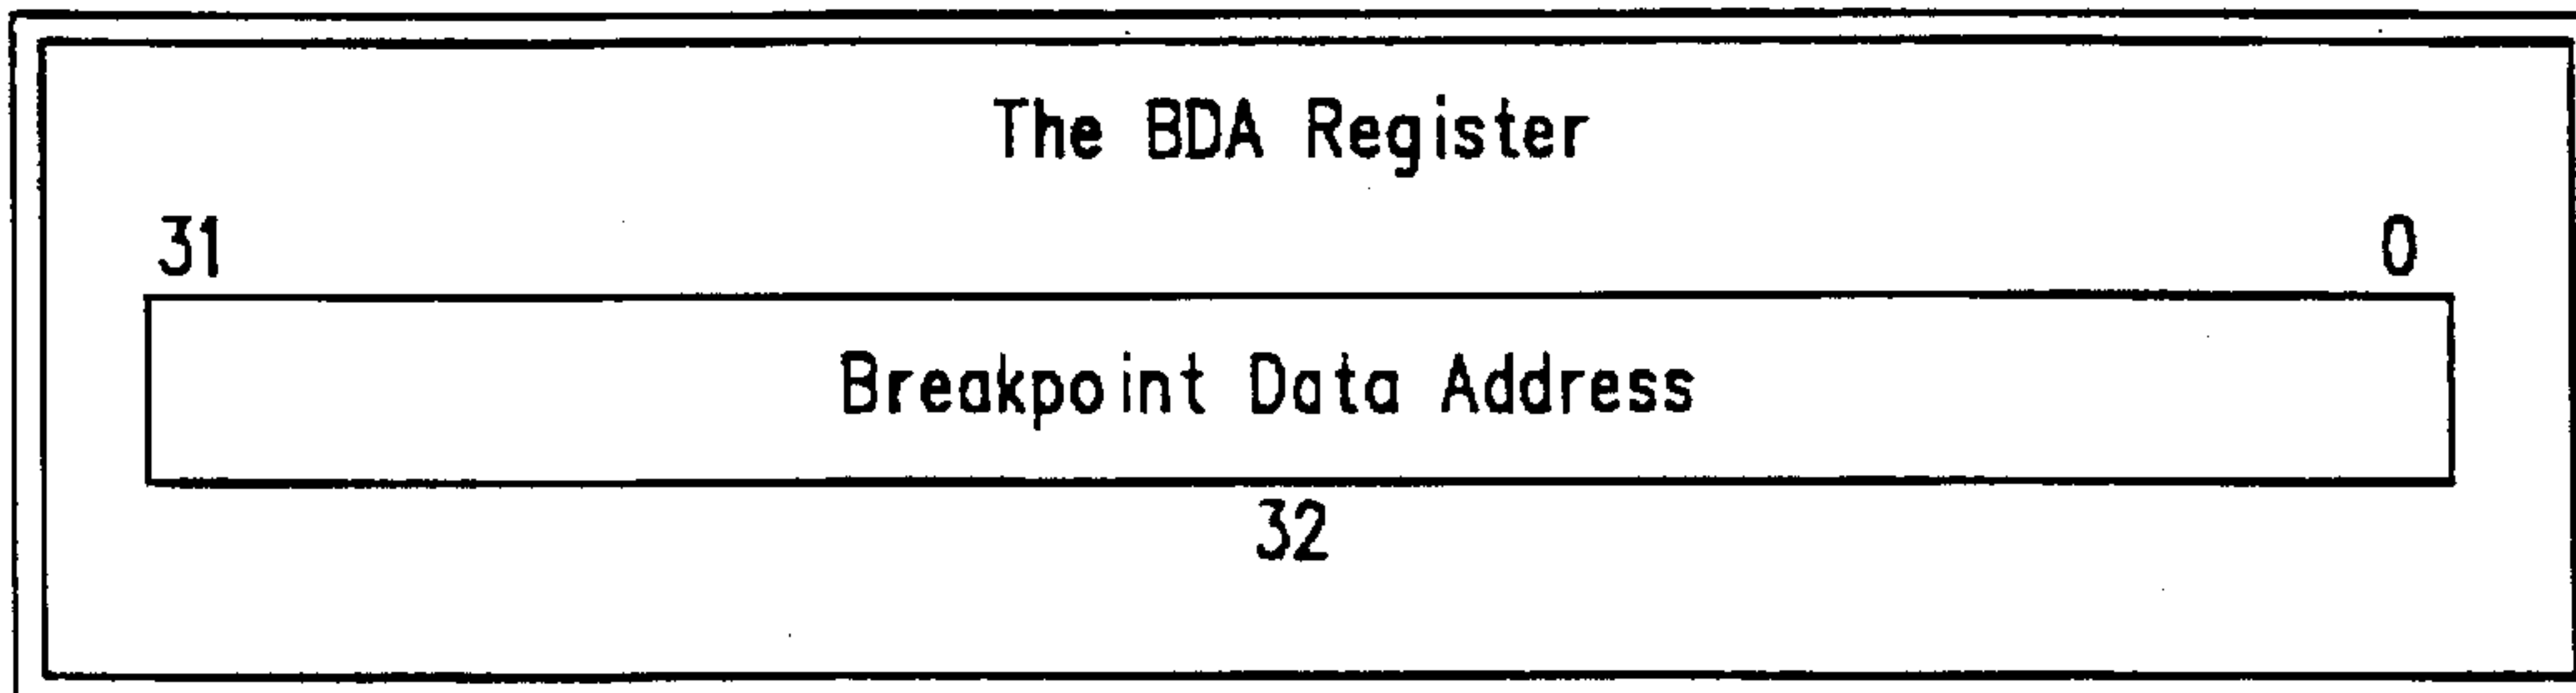 The BDA Register
31 0
Breakpoint Data Address
32